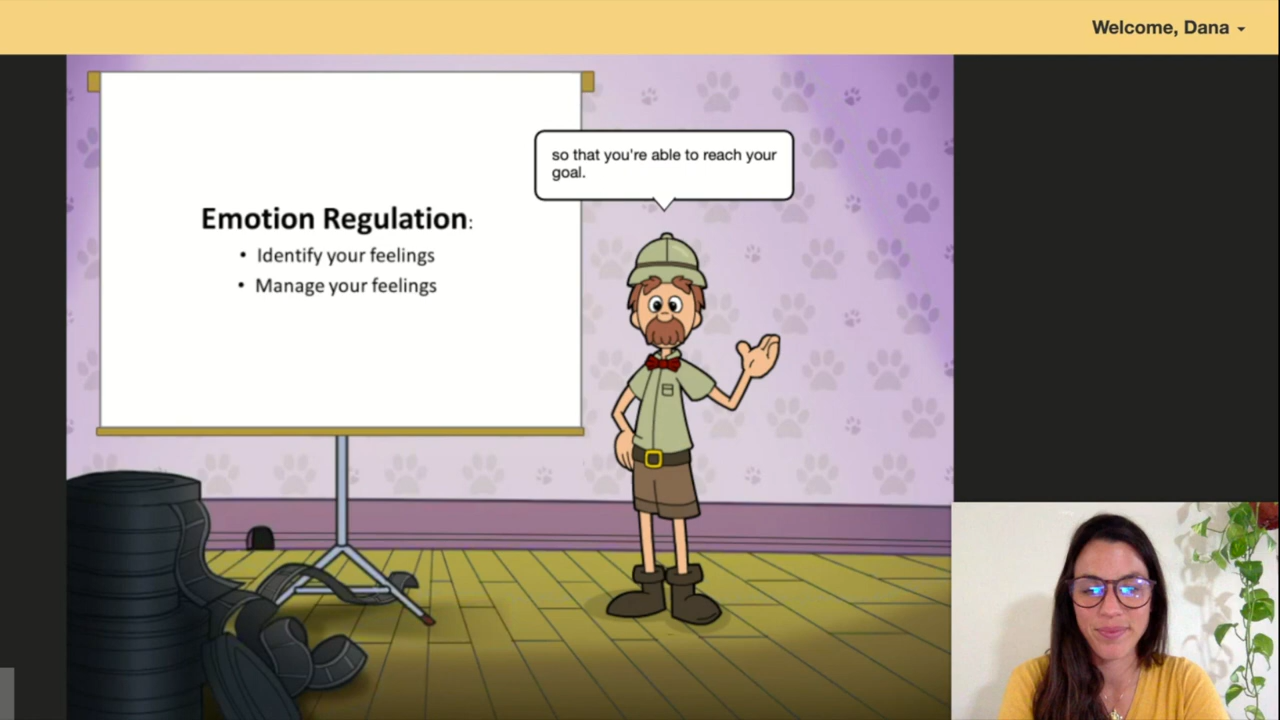 Welcome, Dana
so that you're able to reach your
goal.
Emotion Regulation:
• Identify your feelings
• Manage your feelings